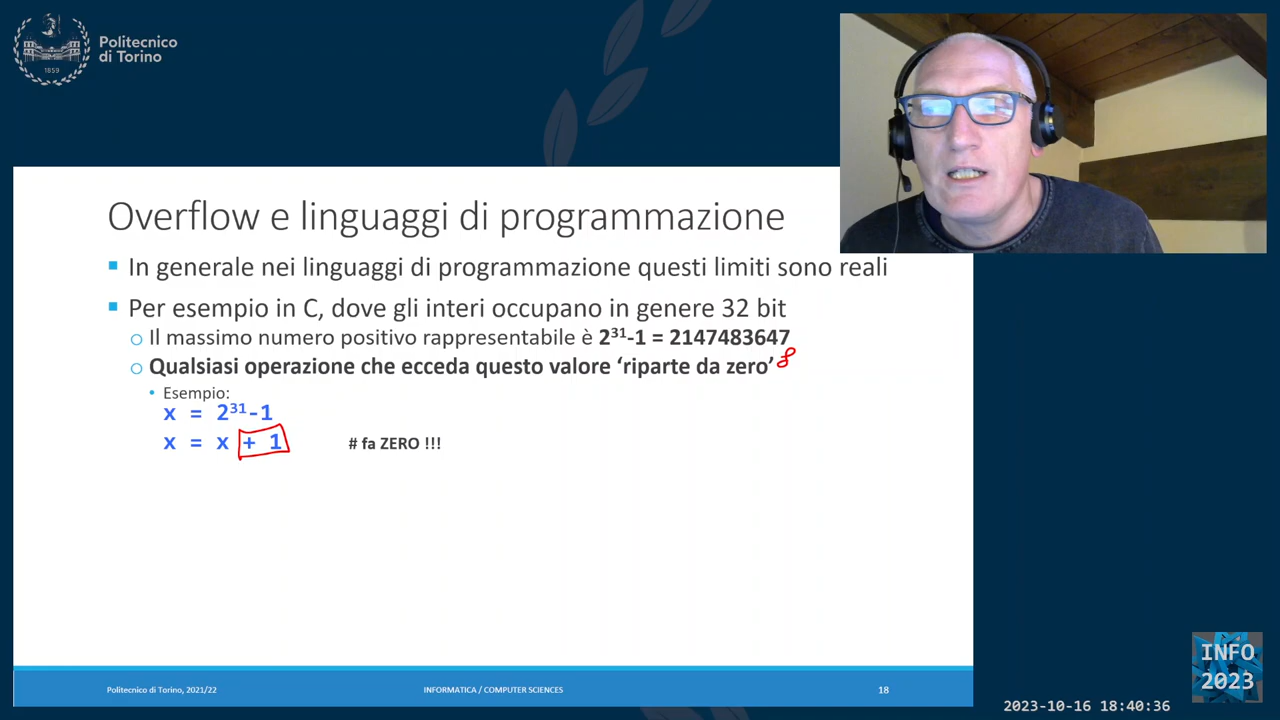 Politecnico
di Torino
1859
Overflow e linguaggi di programmazione
In generale nei linguaggi di programmazione questi limiti sono reali
Per esempio in C, dove gli interi occupano in genere 32 bit
Il massimo numero positivo rappresentabile è 2³¹-1 = 2147483647
Qualsiasi operazione che ecceda questo valore ‘riparte da zero’
Esempio:
x = 2³¹-1
x = x + 1 # fa ZERO !!!
Politecnico di Torino, 2021/22 INFORMATICA / COMPUTER SCIENCES 18
INFO
2023
2023-10-16 18:40:36